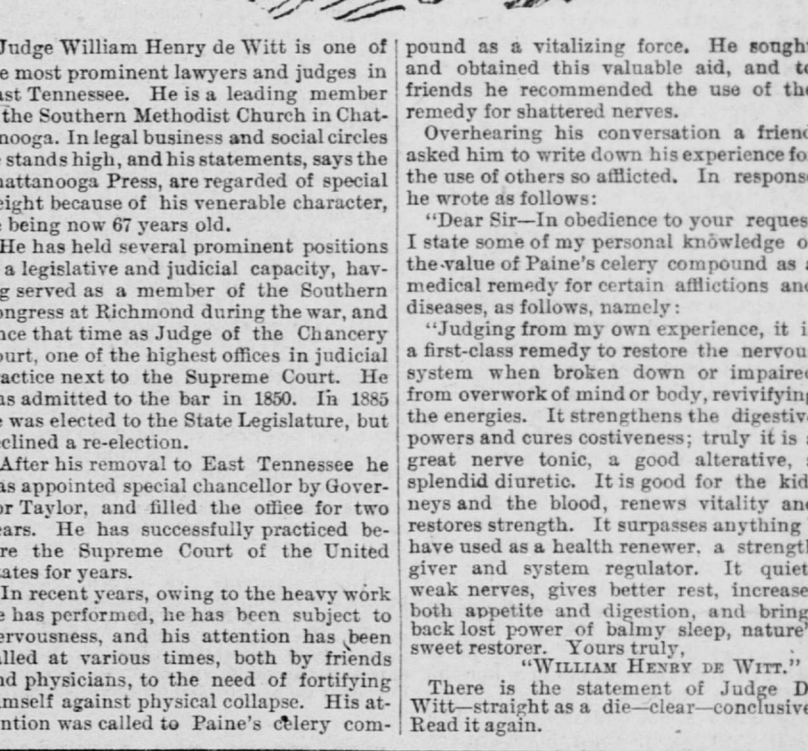 Judge William Henry de Witt is one of
e most prominent lawyers and judges in
ast Tennessee. He is a leading member
the Southern Methodist Church in Chat-
nooga. In legal business and social circles
stands high, and his statements, says the
hattanooga Press, are regarded of special
eight because of his venerable character,
being now 67 years old.
He has held several prominent positions
a legislative and judicial capacity, hav-
g served as a member of the Southern
ongress at Richmond during the war, and
nce that time as Judge of the Chancery
ourt, one of the highest offices in judicial
actice next to the Supreme Court. He
as admitted to the bar in 1850. In 1885
e was elected to the State Legislature, but
clined a re-election.
After his removal to East Tennessee he
as appointed special chancellor by Gover-
or Taylor, and filled the office for two
ears. He has successfully practiced be-
re the Supreme Court of the United
ates for years.
In recent years, owing to the heavy work
e has performed, he has been subject to
ervousness, and his attention has been
lled at various times, both by friends
nd physicians, to the need of fortifying
mself against physical collapse. His at-
ntion was called to Paine's celery com-
pound as a vitalizing force. He sought
and obtained this valuable aid, and to
friends he recommended the use of the
remedy for shattered nerves.
Overhearing his conversation a friend
asked him to write down his experience fo
the use of others so afflicted. In respons
he wrote as follows:
"Dear Sir—In obedience to your reques
I state some of my personal knowledge o
the value of Paine's celery compound as a
medical remedy for certain afflictions and
diseases, as follows, namely:
"Judging from my own experience, it i
a first-class remedy to restore the nervou
system when broken down or impaired
from overwork of mind or body, revivifying
the energies. It strengthens the digestiv
powers and cures costiveness; truly it is a
great nerve tonic, a good alterative, a
splendid diuretic. It is good for the kid
neys and the blood, renews vitality and
restores strength. It surpasses anything
have used as a health renewer, a strength
giver and system regulator. It quiet
weak nerves, gives better rest, increase
both appetite and digestion, and bring
back lost power of balmy sleep, nature'
sweet restorer. Yours truly,
"WILLIAM HENRY DE WITT."
There is the statement of Judge D
Witt—straight as a die—clear—conclusive
Read it again.